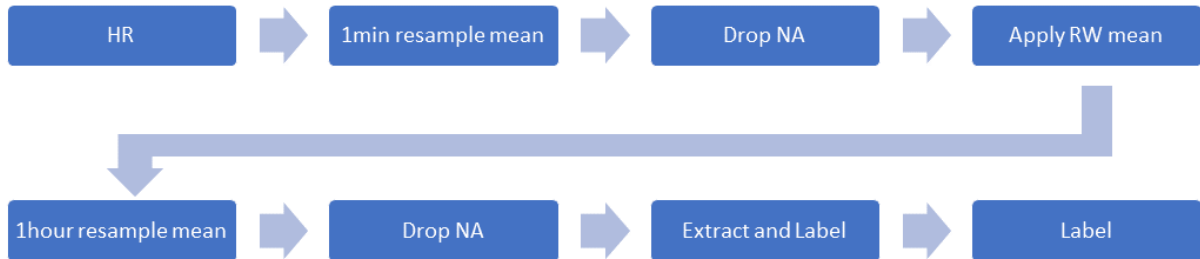 HR
1min resample mean
Drop NA
Apply RW mean
1hour resample mean
Drop NA
Extract and Label
Label